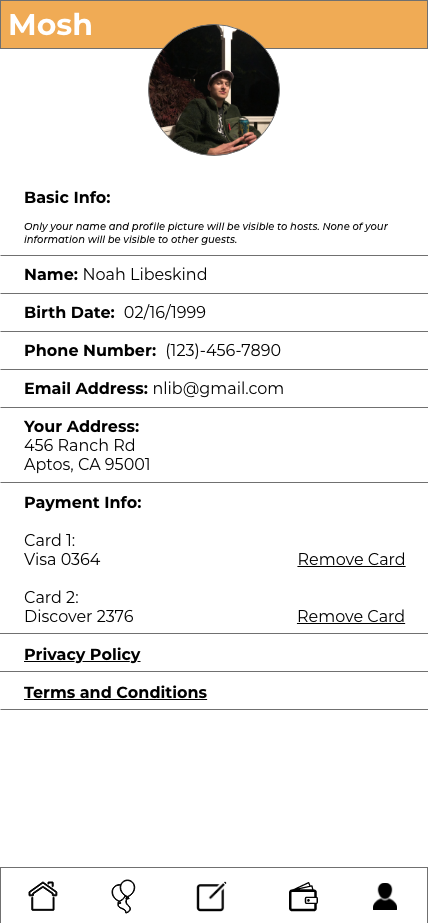 Mosh
Basic Info:
Only your name and profile picture will be visible to hosts. None of your
information will be visible to other guests.
Name: Noah Libeskind
Birth Date: 02/16/1999
Phone Number: (123)-456-7890
Email Address: nlib@gmail.com
Your Address:
456 Ranch Rd
Aptos, CA 95001
Payment Info:
Card 1:
Visa 0364 Remove Card
Card 2:
Discover 2376 Remove Card
Privacy Policy
Terms and Conditions